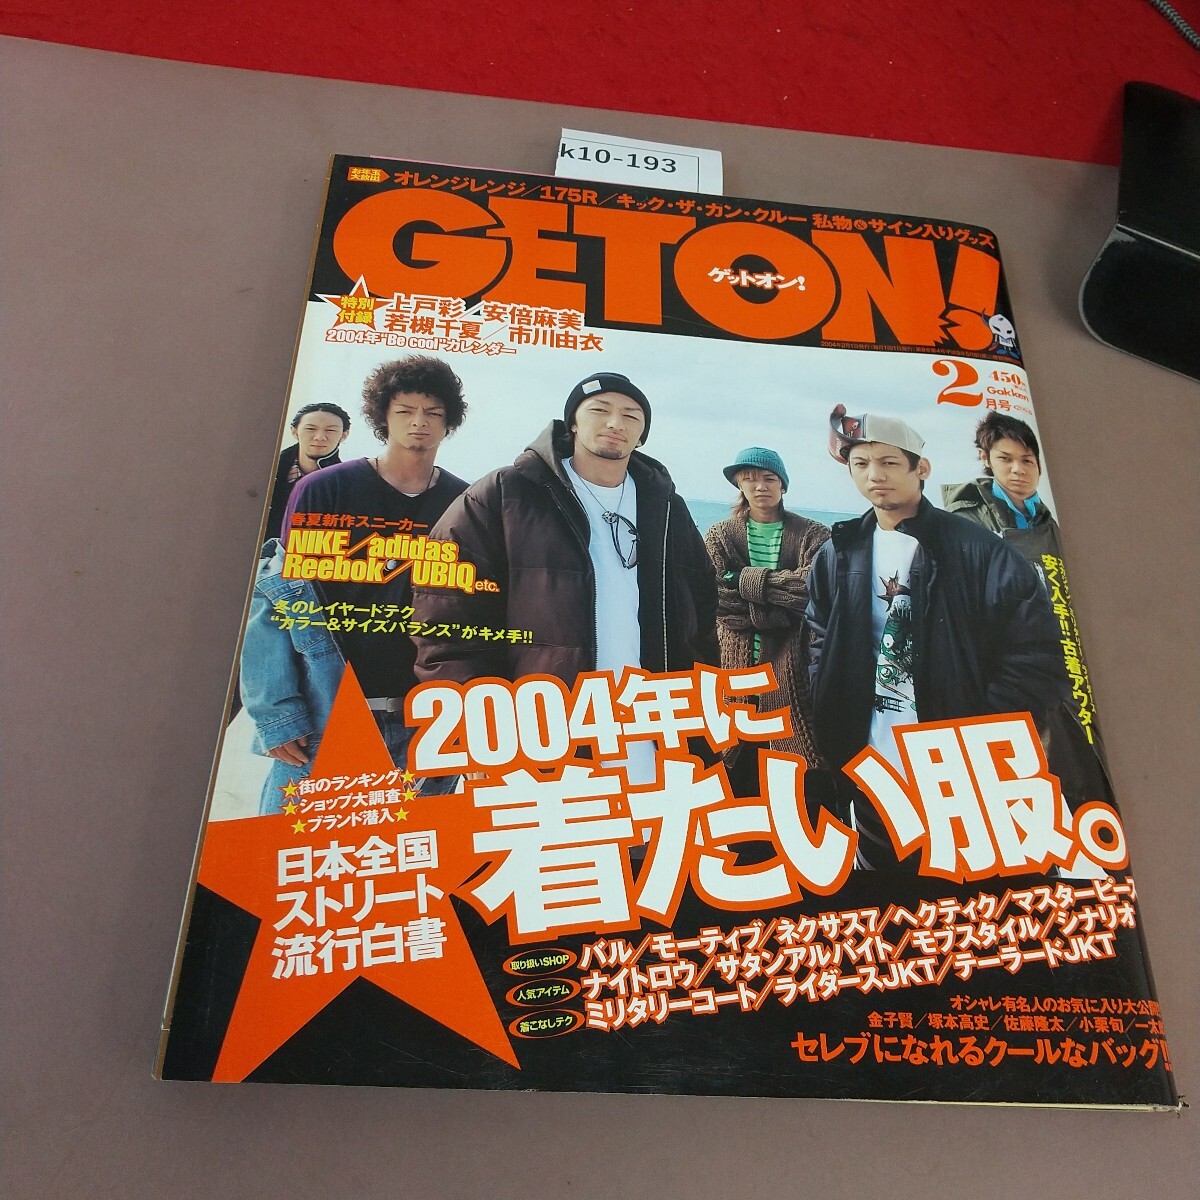 k10-193
お年玉
大放出
オレンジレンジ/175R/キック・ザ・カン・クルー 私物&サイン入りグッズ
GETON!
ゲットオン!
特別
付録
上戸彩/安倍麻美
若槻千夏/市川由衣
2004年"Be cool"カレンダー
2
月号
450
Gakken
春夏新作スニーカー
NIKE/adidas
Reebok/UBIQ etc.
冬のレイヤードテク
"カラー&サイズバランス"がキメ手!!
安く入手!!古着アウター
2004年に
着たい服。
★街のランキング★
★ショップ大調査★
★ブランド潜入★
日本全国
ストリート
流行白書
取り扱いSHOP
バル/モーティブ/ネクサス7/ヘクティク/マスターピース
人気アイテム
ナイトロウ/サタンアルバイト/モブスタイル/シナリオ
着こなしテク
ミリタリーコート/ライダースJKT/テーラードJKT
オシャレ有名人のお気に入り大公開
金子賢/塚本高史/佐藤隆太/小栗旬/一太郎
セレブになれるクールなバッグ!!